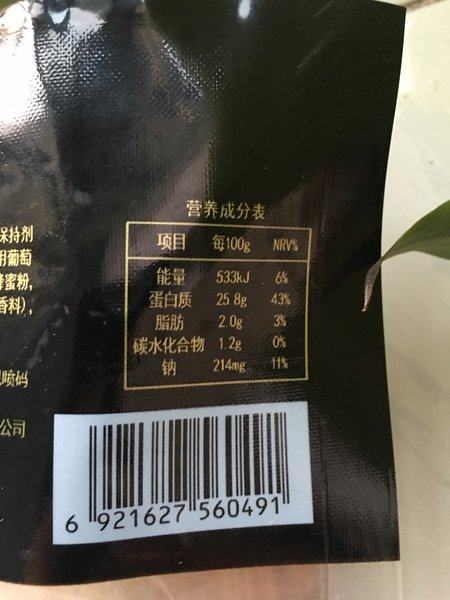 保持剂
用葡萄
蜂蜜粉,
香料),
喷码
公司
营养成分表
项目 每100g NRV%
能量 533kJ 6%
蛋白质 25.8g 43%
脂肪 2.0g 3%
碳水化合物 1.2g 0%
钠 214mg 11%
6 921627 560491